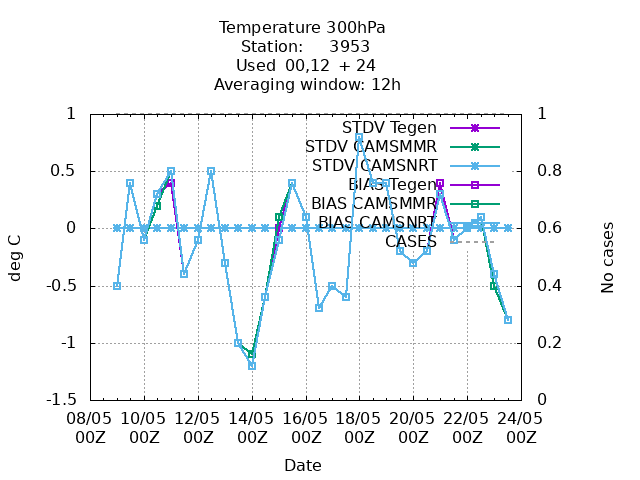 Temperature 300hPa
Station: 3953
Used 00,12 + 24
Averaging window: 12h
1
0.5
0
-0.5
-1
-1.5
1
0.8
0.6
0.4
0.2
0
deg C
No cases
STDV Tegen
STDV CAMSMMR
STDV CAMSNRT
BIAS Tegen
BIAS CAMSMMR
BIAS CAMSNRT
CASES
08/05 10/05 12/05 14/05 16/05 18/05 20/05 22/05 24/05
00Z 00Z 00Z 00Z 00Z 00Z 00Z 00Z 00Z
Date